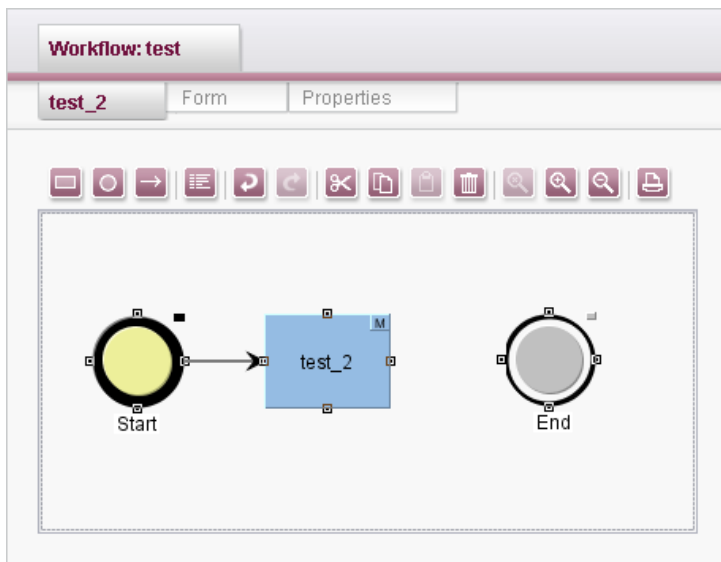 Workflow: test
test_2
Form
Properties
M
test_2
Start
End